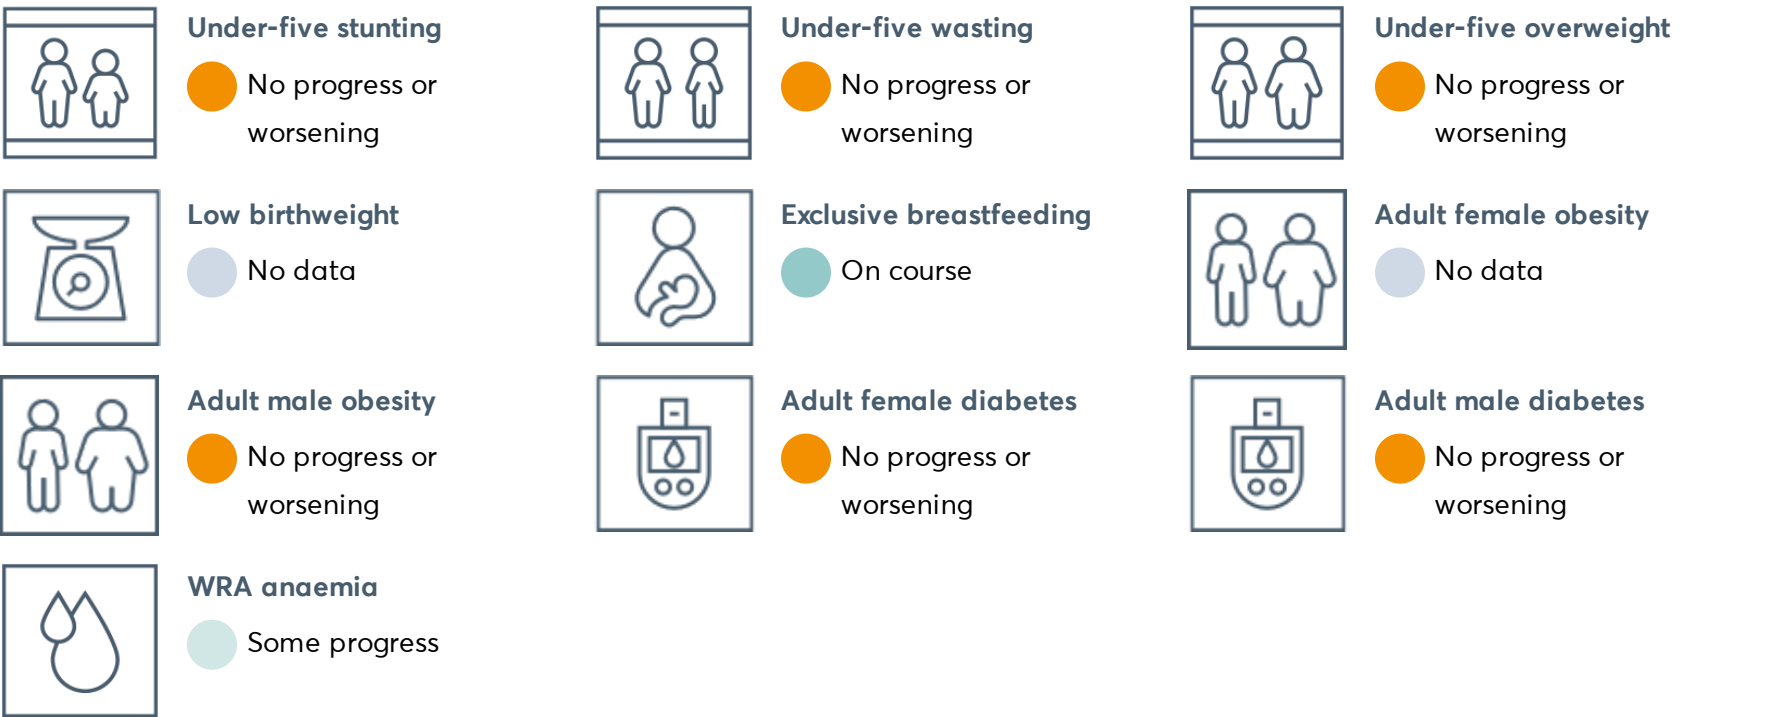 Under-five stunting
No progress or
worsening
Under-five wasting
No progress or
worsening
Under-five overweight
No progress or
worsening
Low birthweight
No data
Exclusive breastfeeding
On course
Adult female obesity
No data
Adult male obesity
No progress or
worsening
Adult female diabetes
No progress or
worsening
Adult male diabetes
No progress or
worsening
WRA anaemia
Some progress